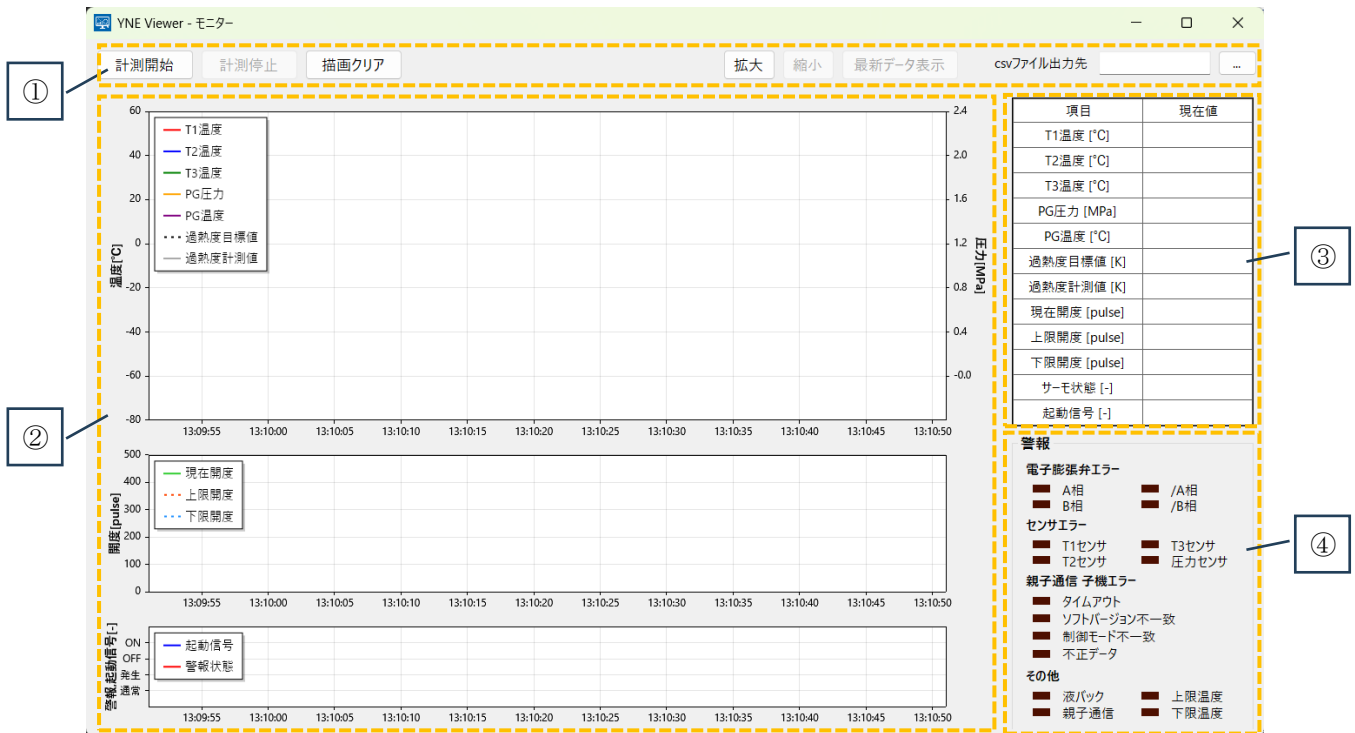 YNE Viewer - モニター
①
計測開始 計測停止 描画クリア 拡大 縮小 最新データ表示 csvファイル出力先 ...
②
温度[℃]
60
40
20
0
-20
-40
-60
-80
T1温度
T2温度
T3温度
PG圧力
PG温度
過熱度目標値
過熱度計測値
2.4
2.0
1.6
1.2
0.8
0.4
-0.0
圧力[MPa]
13:09:55 13:10:00 13:10:05 13:10:10 13:10:15 13:10:20 13:10:25 13:10:30 13:10:35 13:10:40 13:10:45 13:10:50
開度[pulse]
500
400
300
200
100
0
現在開度
上限開度
下限開度
13:09:55 13:10:00 13:10:05 13:10:10 13:10:15 13:10:20 13:10:25 13:10:30 13:10:35 13:10:40 13:10:45 13:10:50
警報,起動信号[-]
ON
OFF
発生
通常
起動信号
警報状態
13:09:55 13:10:00 13:10:05 13:10:10 13:10:15 13:10:20 13:10:25 13:10:30 13:10:35 13:10:40 13:10:45 13:10:50
③
項目 現在値
T1温度 [℃]
T2温度 [℃]
T3温度 [℃]
PG圧力 [MPa]
PG温度 [℃]
過熱度目標値 [K]
過熱度計測値 [K]
現在開度 [pulse]
上限開度 [pulse]
下限開度 [pulse]
サーモ状態 [-]
起動信号 [-]
④
警報
電子膨張弁エラー
A相 /A相
B相 /B相
センサエラー
T1センサ T3センサ
T2センサ 圧力センサ
親子通信 子機エラー
タイムアウト
ソフトバージョン不一致
制御モード不一致
不正データ
その他
液バック 上限温度
親子通信 下限温度